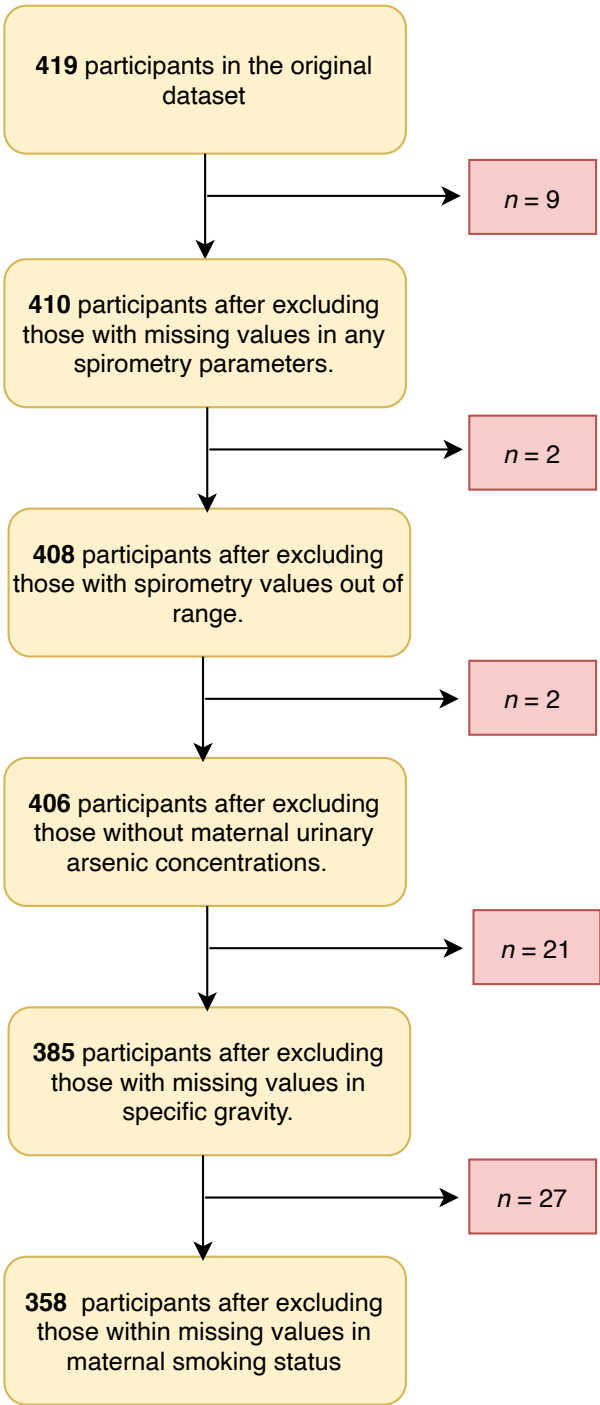 419 participants in the original
dataset
n = 9
410 participants after excluding
those with missing values in any
spirometry parameters.
n = 2
408 participants after excluding
those with spirometry values out of
range.
n = 2
406 participants after excluding
those without maternal urinary
arsenic concentrations.
n = 21
385 participants after excluding
those with missing values in
specific gravity.
n = 27
358 participants after excluding
those within missing values in
maternal smoking status